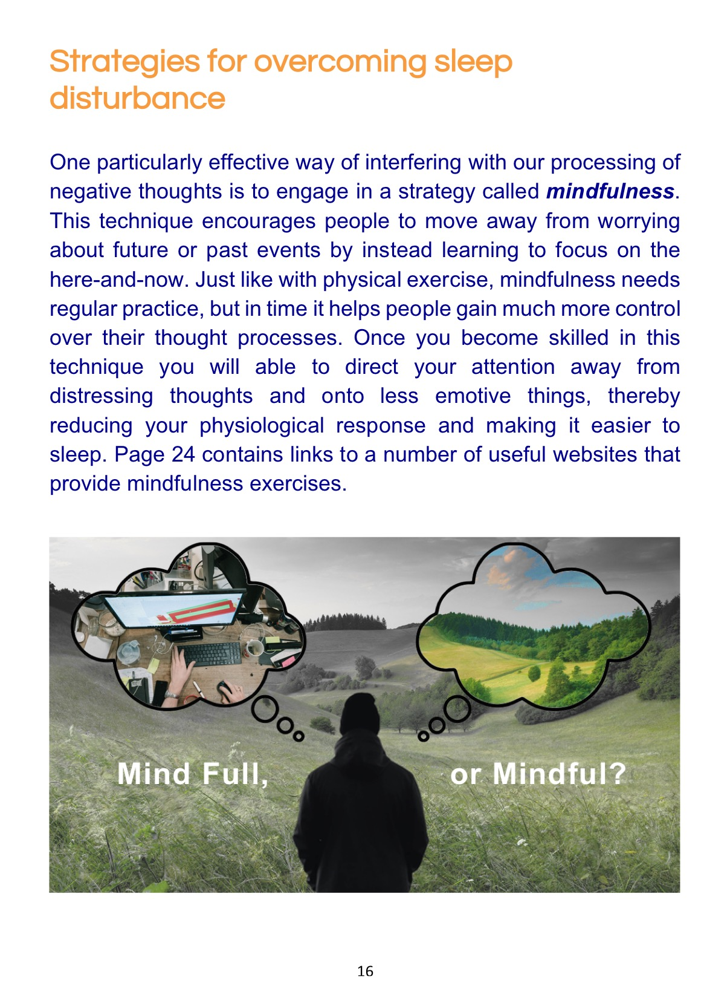 Strategies for overcoming sleep
disturbance
One particularly effective way of interfering with our processing of
negative thoughts is to engage in a strategy called mindfulness.
This technique encourages people to move away from worrying
about future or past events by instead learning to focus on the
here-and-now. Just like with physical exercise, mindfulness needs
regular practice, but in time it helps people gain much more control
over their thought processes. Once you become skilled in this
technique you will able to direct your attention away from
distressing thoughts and onto less emotive things, thereby
reducing your physiological response and making it easier to
sleep. Page 24 contains links to a number of useful websites that
provide mindfulness exercises.
Mind Full,
or Mindful?
16